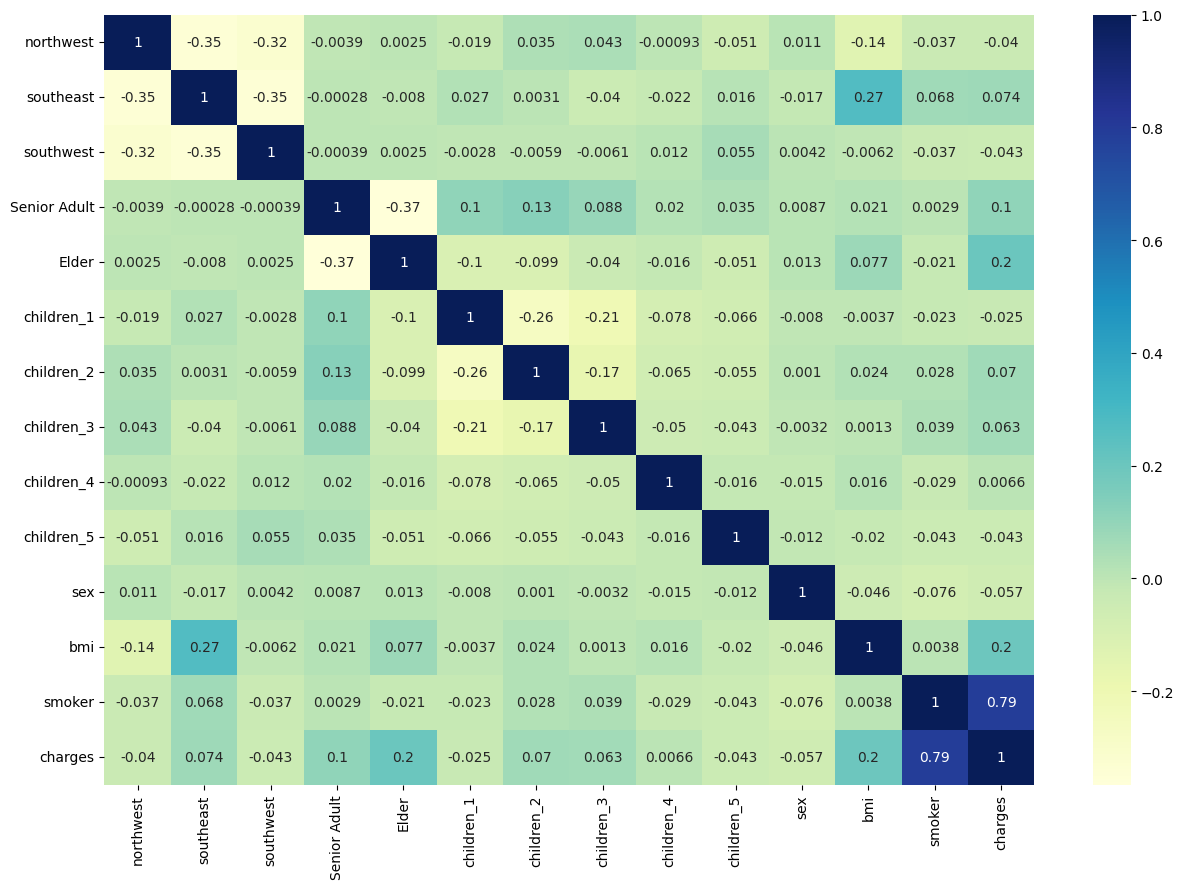 northwest 1 -0.35 -0.32 -0.0039 0.0025 -0.019 0.035 0.043 -0.00093 -0.051 0.011 -0.14 -0.037 -0.04
southeast -0.35 1 -0.35 -0.00028 -0.008 0.027 0.0031 -0.04 -0.022 0.016 -0.017 0.27 0.068 0.074
southwest -0.32 -0.35 1 -0.00039 0.0025 -0.0028 -0.0059 -0.0061 0.012 0.055 0.0042 -0.0062 -0.037 -0.043
Senior Adult -0.0039 -0.00028 -0.00039 1 -0.37 0.1 0.13 0.088 0.02 0.035 0.0087 0.021 0.0029 0.1
Elder 0.0025 -0.008 0.0025 -0.37 1 -0.1 -0.099 -0.04 -0.016 -0.051 0.013 0.077 -0.021 0.2
children_1 -0.019 0.027 -0.0028 0.1 -0.1 1 -0.26 -0.21 -0.078 -0.066 -0.008 -0.0037 -0.023 -0.025
children_2 0.035 0.0031 -0.0059 0.13 -0.099 -0.26 1 -0.17 -0.065 -0.055 0.001 0.024 0.028 0.07
children_3 0.043 -0.04 -0.0061 0.088 -0.04 -0.21 -0.17 1 -0.05 -0.043 -0.0032 0.0013 0.039 0.063
children_4 -0.00093 -0.022 0.012 0.02 -0.016 -0.078 -0.065 -0.05 1 -0.016 -0.015 0.016 -0.029 0.0066
children_5 -0.051 0.016 0.055 0.035 -0.051 -0.066 -0.055 -0.043 -0.016 1 -0.012 -0.02 -0.043 -0.043
sex 0.011 -0.017 0.0042 0.0087 0.013 -0.008 0.001 -0.0032 -0.015 -0.012 1 -0.046 -0.076 -0.057
bmi -0.14 0.27 -0.0062 0.021 0.077 -0.0037 0.024 0.0013 0.016 -0.02 -0.046 1 0.0038 0.2
smoker -0.037 0.068 -0.037 0.0029 -0.021 -0.023 0.028 0.039 -0.029 -0.043 -0.076 0.0038 1 0.79
charges -0.04 0.074 -0.043 0.1 0.2 -0.025 0.07 0.063 0.0066 -0.043 -0.057 0.2 0.79 1
northwest southeast southwest Senior Adult Elder children_1 children_2 children_3 children_4 children_5 sex bmi smoker charges
1.0
0.8
0.6
0.4
0.2
0.0
−0.2